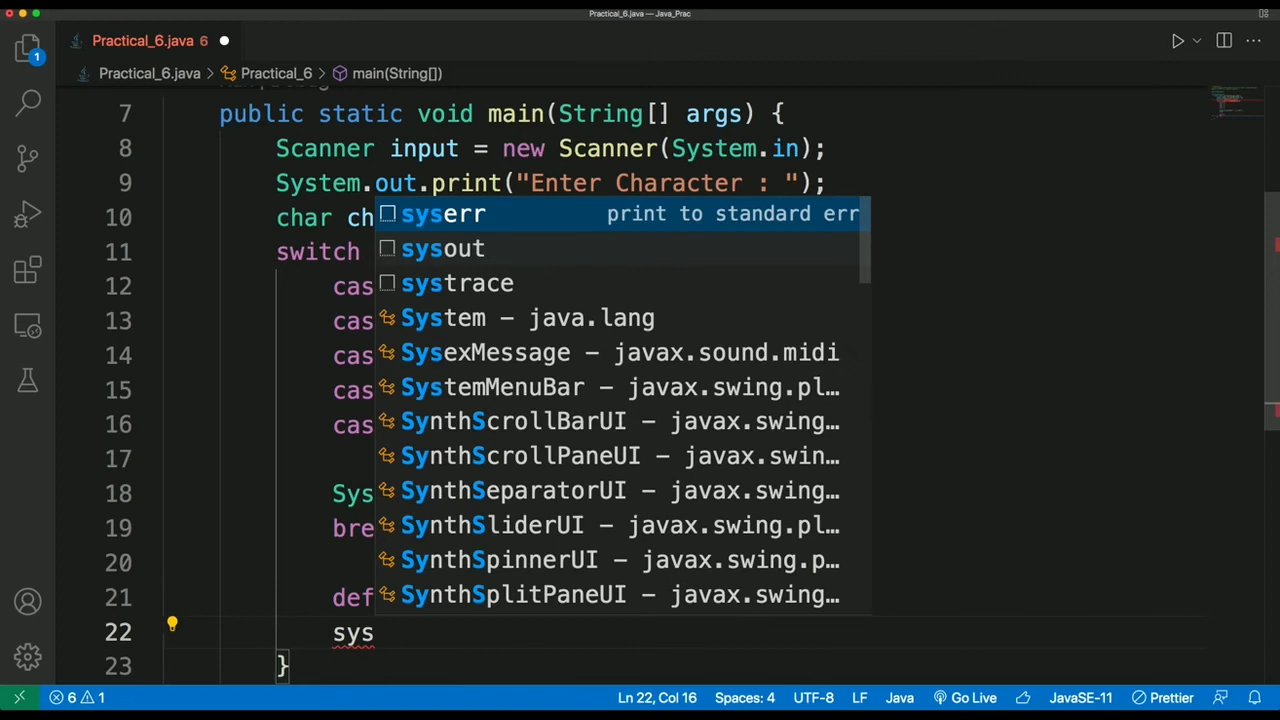 Practical_6.java — Java_Prac
Practical_6.java 6
1
Practical_6.java > Practical_6 > main(String[])
7 public static void main(String[] args) {
8 Scanner input = new Scanner(System.in);
9 System.out.print("Enter Character : ");
10 char ch
11 switch
12 cas
13 cas
14 cas
15 cas
16 cas
17
18 Sys
19 bre
20
21 def
22 sys
23 }
syserr print to standard err
sysout
systrace
System – java.lang
SysexMessage – javax.sound.midi
SystemMenuBar – javax.swing.pl…
SynthScrollBarUI – javax.swing…
SynthScrollPaneUI – javax.swin…
SynthSeparatorUI – javax.swing…
SynthSliderUI – javax.swing.pl…
SynthSpinnerUI – javax.swing.p…
SynthSplitPaneUI – javax.swing…
6 1 Ln 22, Col 16 Spaces: 4 UTF-8 LF Java Go Live JavaSE-11 Prettier